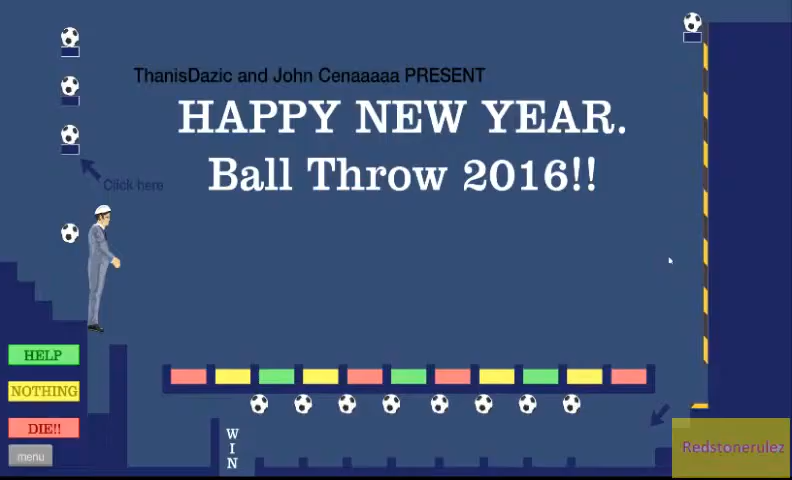 ThanisDazic and John Cenaaaaa PRESENT
HAPPY NEW YEAR.
Ball Throw 2016!!
Click here
HELP
NOTHING
DIE!!
menu
W
I
N
Redstonerulez